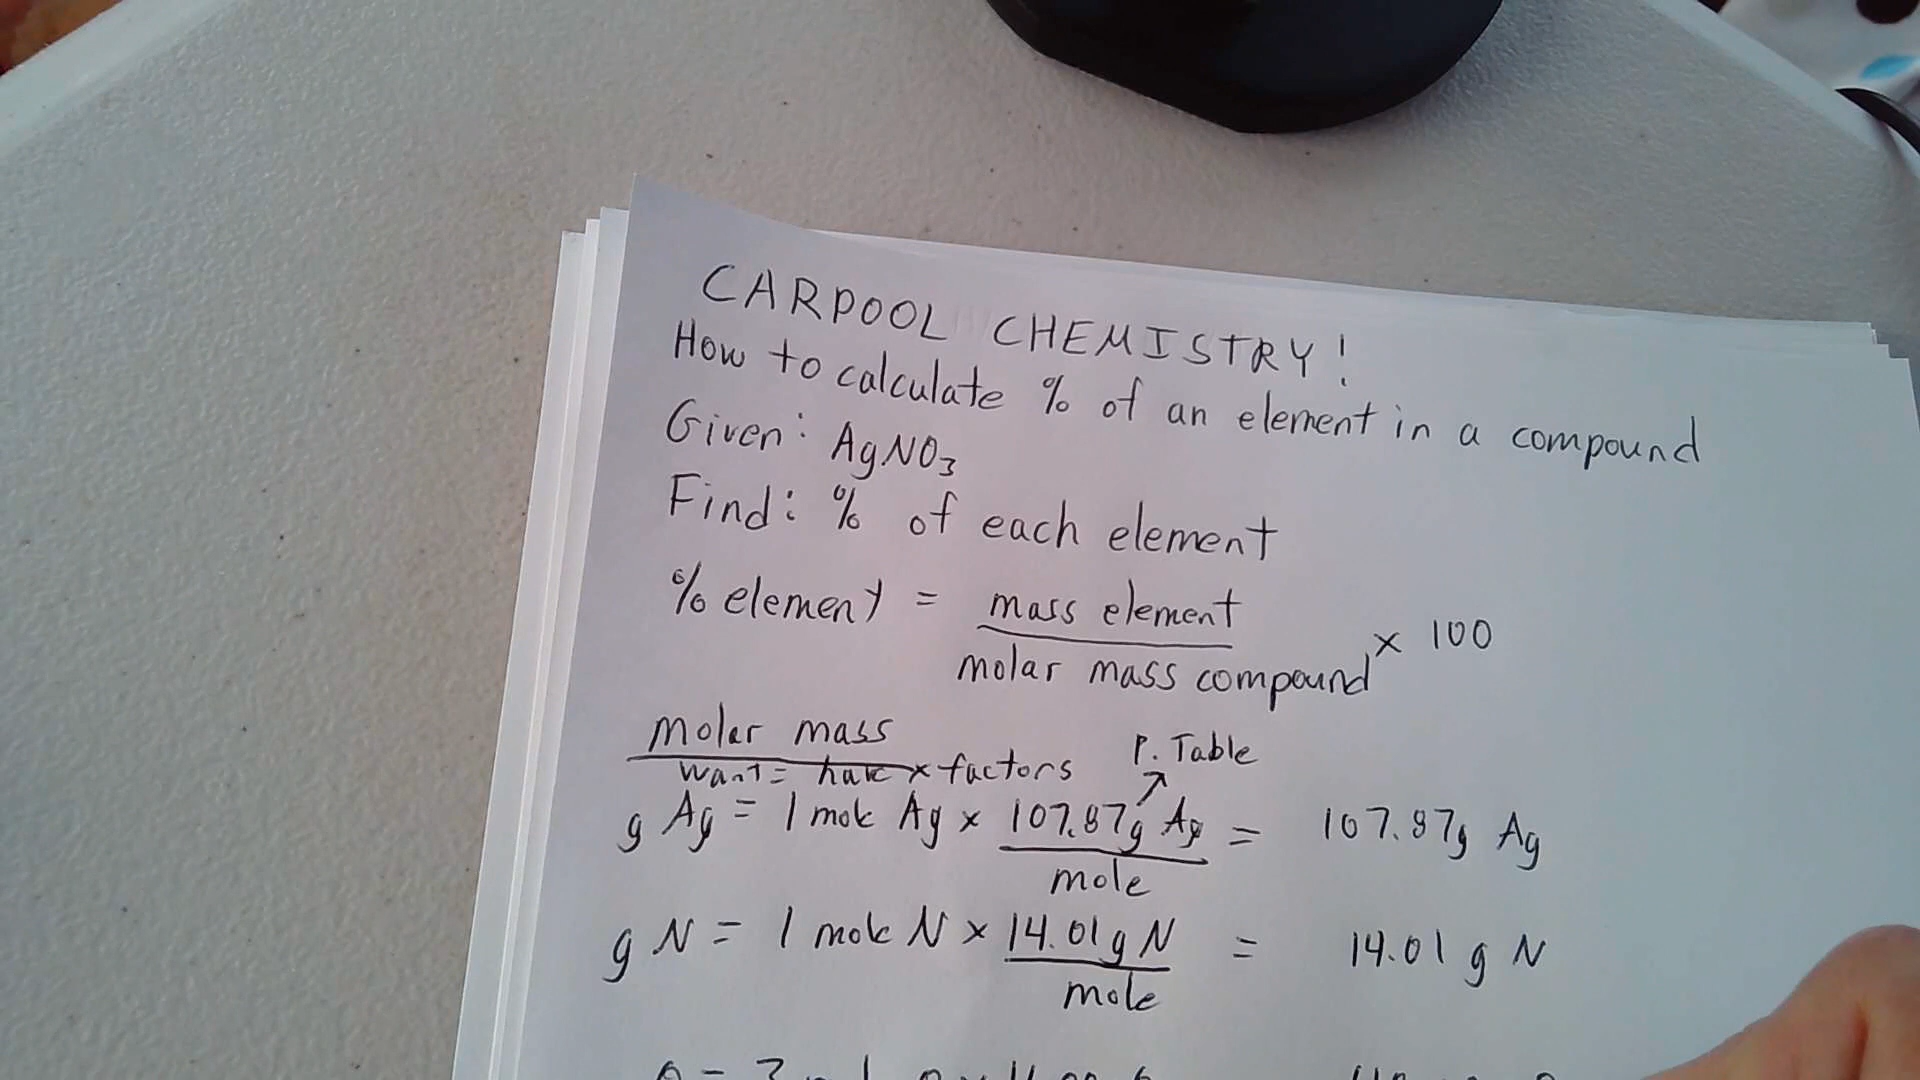 CARPOOL CHEMISTRY!
How to calculate % of an element in a compound
Given: AgNO₃
Find: % of each element
% element = mass element / molar mass compound × 100
molar mass
want = have × factors P. Table
g Ag = 1 mole Ag × 107.87g Ag / mole = 107.87g Ag
g N = 1 mole N × 14.01 g N / mole = 14.01 g N